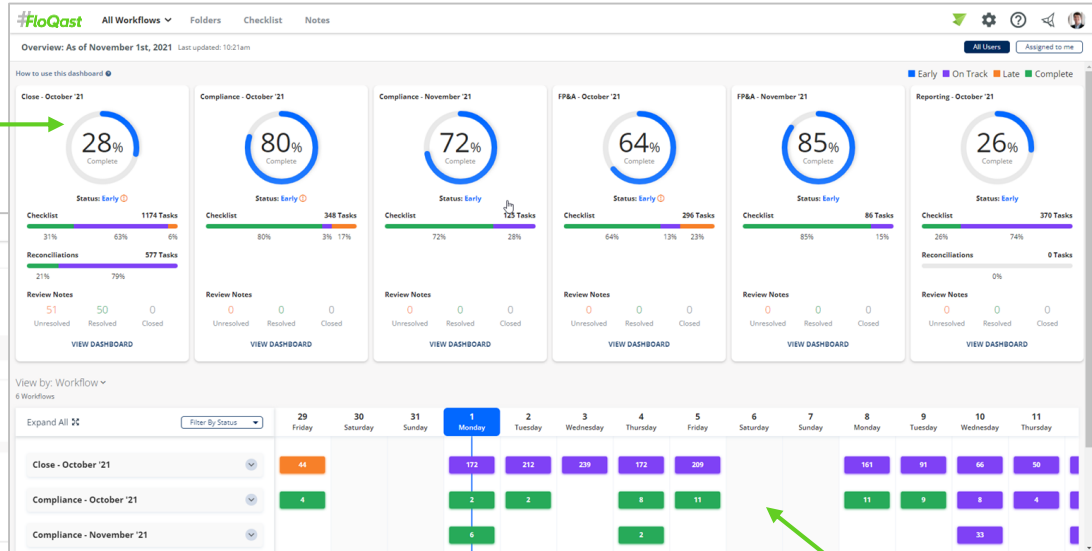 FloQast All Workflows Folders Checklist Notes
Overview: As of November 1st, 2021 Last updated: 10:21am All Users Assigned to me
How to use this dashboard Early On Track Late Complete
Close - October '21 Compliance - October '21 Compliance - November '21 FP&A - October '21 FP&A - November '21 Reporting - October '21
28% 80% 72% 64% 85% 26%
Complete Complete Complete Complete Complete Complete
Status: Early Status: Early Status: Early Status: Early Status: Early Status: Early
Checklist 1174 Tasks Checklist 348 Tasks Checklist 125 Tasks Checklist 296 Tasks Checklist 86 Tasks Checklist 370 Tasks
31% 63% 6% 80% 3% 17% 72% 28% 64% 13% 23% 85% 15% 26% 74%
Reconciliations 577 Tasks Reconciliations 0 Tasks
21% 79% 0%
Review Notes Review Notes Review Notes Review Notes Review Notes Review Notes
51 50 0 0 0 0 0 0 0 0 0 0 0 0 0 0 0 0
Unresolved Resolved Closed Unresolved Resolved Closed Unresolved Resolved Closed Unresolved Resolved Closed Unresolved Resolved Closed Unresolved Resolved Closed
VIEW DASHBOARD VIEW DASHBOARD VIEW DASHBOARD VIEW DASHBOARD VIEW DASHBOARD VIEW DASHBOARD
View by: Workflow
6 Workflows
Expand All Filter By Status 29 30 31 1 2 3 4 5 6 7 8 9 10 11
Friday Saturday Sunday Monday Tuesday Wednesday Thursday Friday Saturday Sunday Monday Tuesday Wednesday Thursday
Close - October '21 44 172 212 239 172 209 161 91 66 50
Compliance - October '21 4 2 2 8 11 11 9 8 4
Compliance - November '21 6 2 33